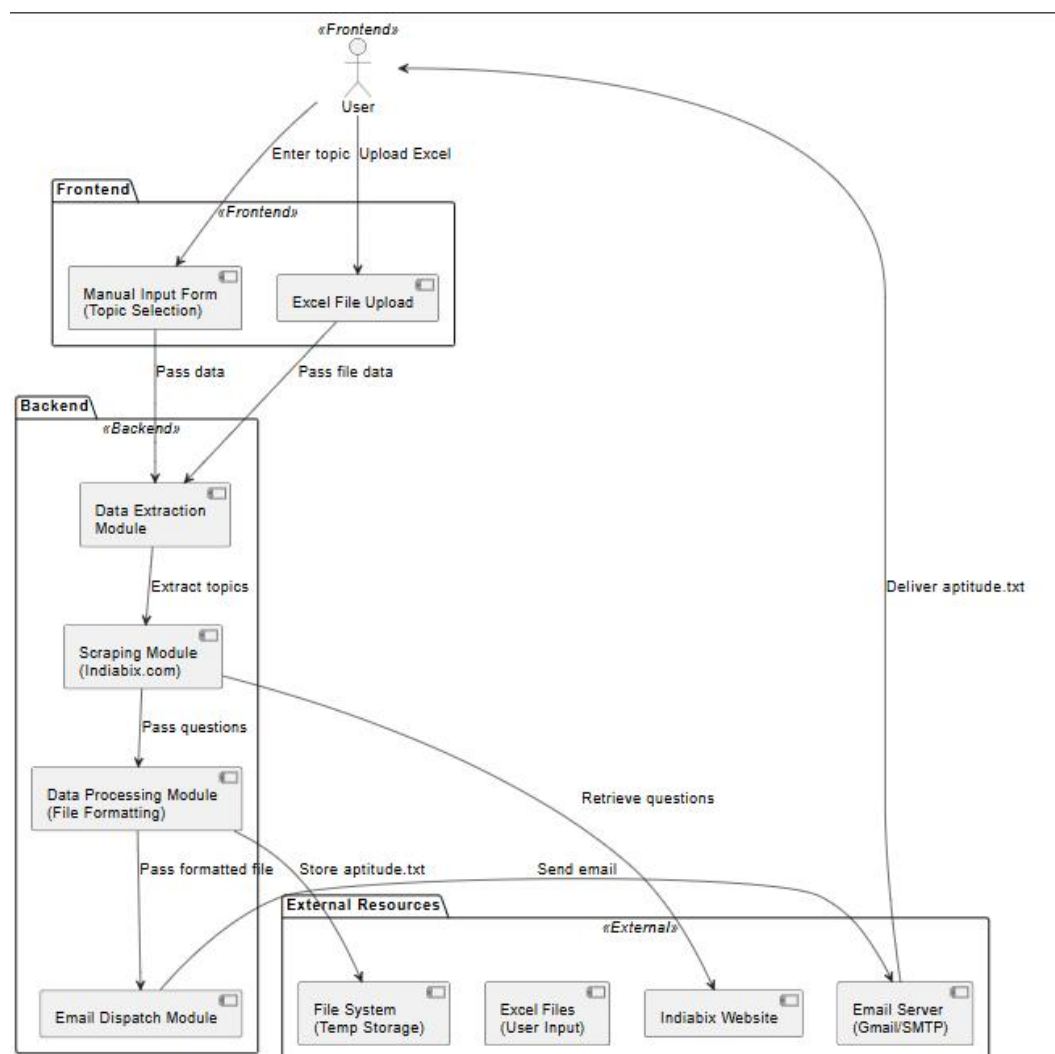 «Frontend»
User
Enter topic
Upload Excel
Frontend
«Frontend»
Manual Input Form
(Topic Selection)
Excel File Upload
Pass data
Pass file data
Backend
«Backend»
Data Extraction
Module
Extract topics
Deliver aptitude.txt
Scraping Module
(Indiabix.com)
Pass questions
Data Processing Module
(File Formatting)
Retrieve questions
Pass formatted file
Store aptitude.txt
Send email
External Resources
«External»
Email Dispatch Module
File System
(Temp Storage)
Excel Files
(User Input)
Indiabix Website
Email Server
(Gmail/SMTP)